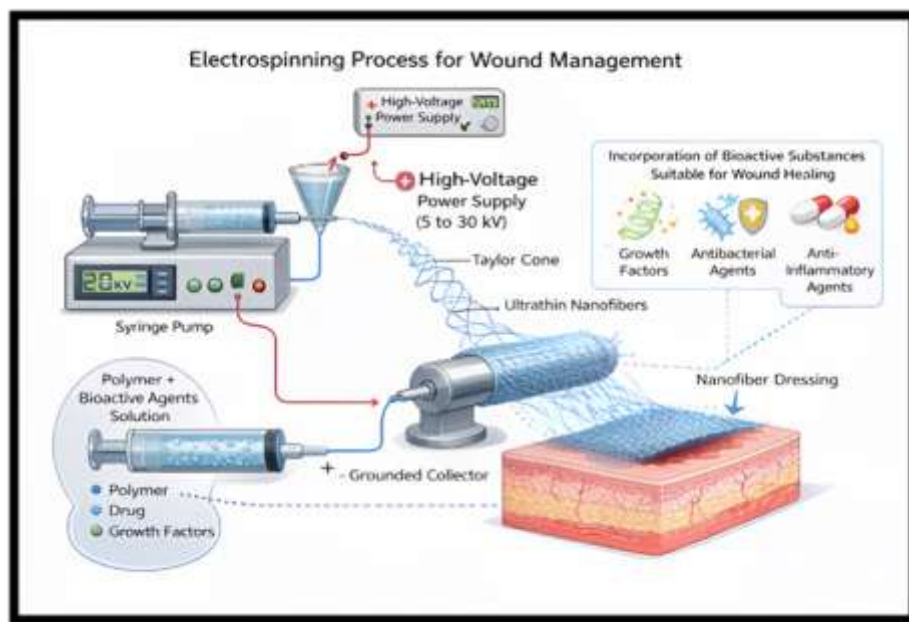 Electrospinning Process for Wound Management
+ High-Voltage
Power Supply
+ High-Voltage
Power Supply
(5 to 30 kV)
Incorporation of Bioactive Substances
Suitable for Wound Healing
Growth
Factors
Antibacterial
Agents
Anti-
Inflammatory
Agents
Taylor Cone
Ultrathin Nanofibers
20 KV
Syringe Pump
Nanofiber Dressing
Polymer +
Bioactive Agents
Solution
+ - Grounded Collector
Polymer
Drug
Growth Factors